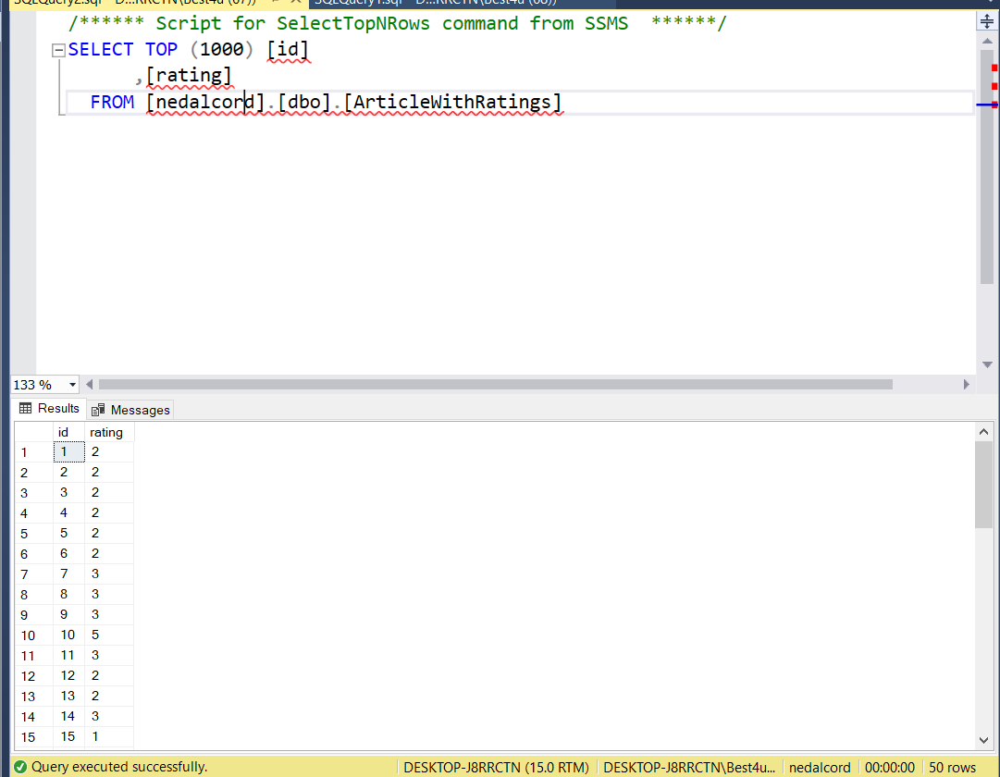 SQLQuery2.sql - D...RRCTN\Best4u (67)) SQLQuery1.sql - D...RRCTN\Best4u (68))
/****** Script for SelectTopNRows command from SSMS ******/
SELECT TOP (1000) [id]
,[rating]
FROM [nedalcord].[dbo].[ArticleWithRatings]
133 %
Results Messages
id rating
1 1 2
2 2 2
3 3 2
4 4 2
5 5 2
6 6 2
7 7 3
8 8 3
9 9 3
10 10 5
11 11 3
12 12 2
13 13 2
14 14 3
15 15 1
Query executed successfully. DESKTOP-J8RRCTN (15.0 RTM) DESKTOP-J8RRCTN\Best4u... nedalcord 00:00:00 50 rows